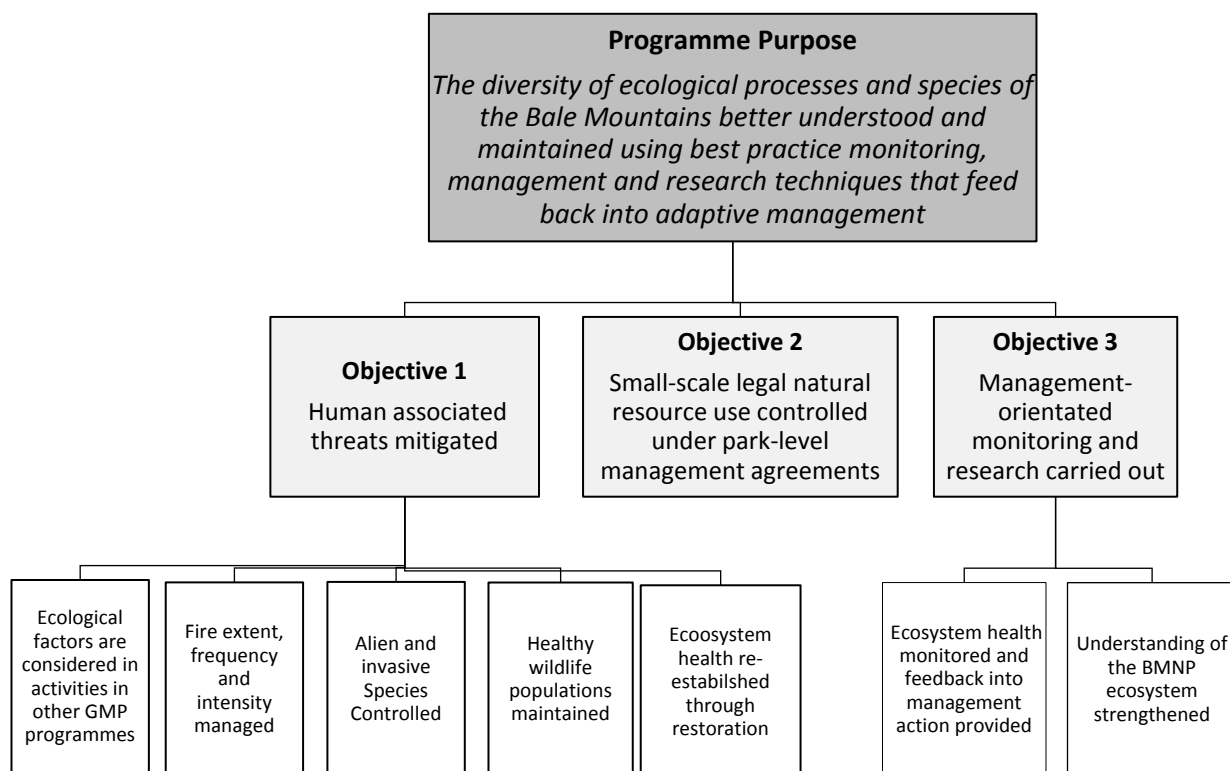 Programme Purpose
The diversity of ecological processes and species of
the Bale Mountains better understood and
maintained using best practice monitoring,
management and research techniques that feed
back into adaptive management
Objective 1
Human associated
threats mitigated
Objective 2
Small-scale legal natural
resource use controlled
under park-level
management agreements
Objective 3
Management-
orientated
monitoring and
research carried out
Ecological
factors are
considered in
activities in
other GMP
programmes
Fire extent,
frequency
and
intensity
managed
Alien and
invasive
Species
Controlled
Healthy
wildlife
populations
maintained
Ecoosystem
health re-
estabilshed
through
restoration
Ecosystem health
monitored and
feedback into
management
action provided
Understanding of
the BMNP
ecosystem
strengthened